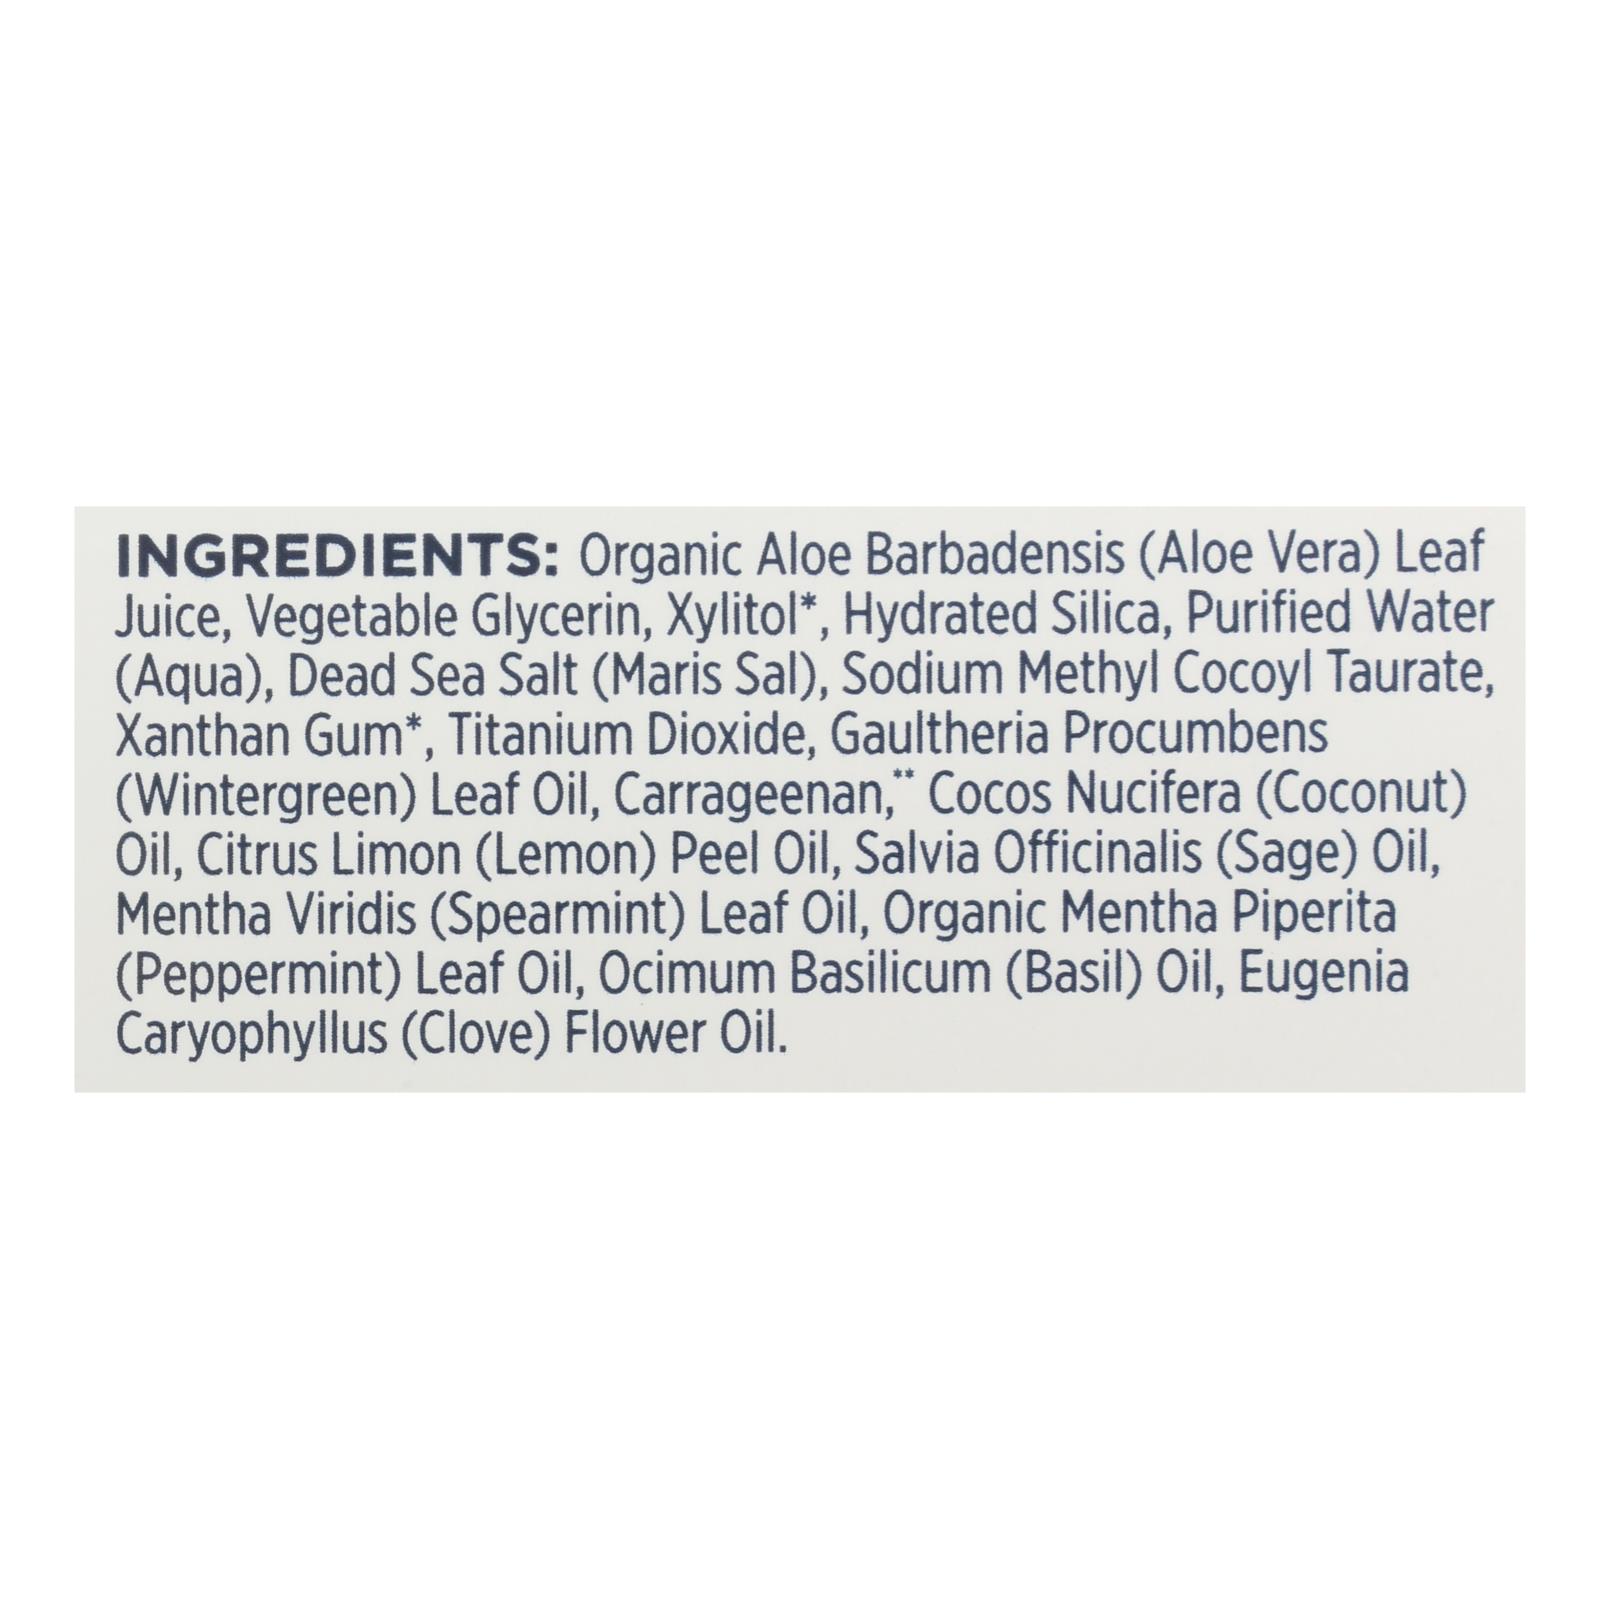 INGREDIENTS: Organic Aloe Barbadensis (Aloe Vera) Leaf
Juice, Vegetable Glycerin, Xylitol*, Hydrated Silica, Purified Water
(Aqua), Dead Sea Salt (Maris Sal), Sodium Methyl Cocoyl Taurate,
Xanthan Gum*, Titanium Dioxide, Gaultheria Procumbens
(Wintergreen) Leaf Oil, Carrageenan,** Cocos Nucifera (Coconut)
Oil, Citrus Limon (Lemon) Peel Oil, Salvia Officinalis (Sage) Oil,
Mentha Viridis (Spearmint) Leaf Oil, Organic Mentha Piperita
(Peppermint) Leaf Oil, Ocimum Basilicum (Basil) Oil, Eugenia
Caryophyllus (Clove) Flower Oil.